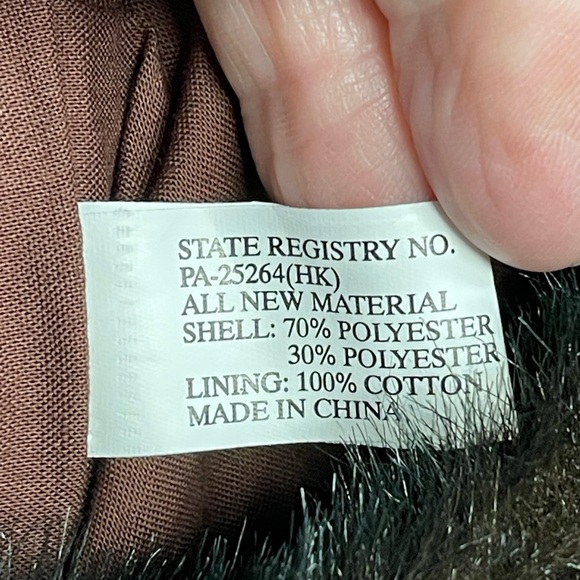 STATE REGISTRY NO.
PA-25264(HK)
ALL NEW MATERIAL
SHELL: 70% POLYESTER
30% POLYESTER
LINING: 100% COTTON
MADE IN CHINA